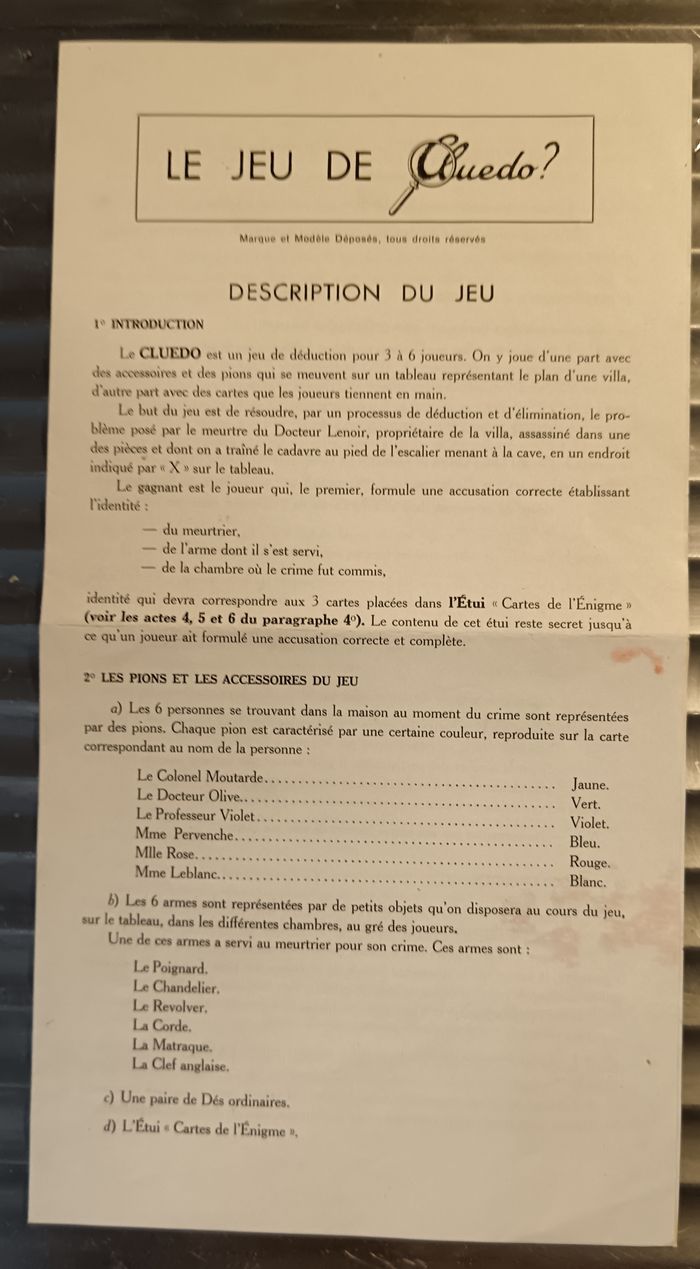 LE JEU DE Cluedo?
Marque et Modèle Déposés, tous droits réservés
DESCRIPTION DU JEU
1° INTRODUCTION
Le CLUEDO est un jeu de déduction pour 3 à 6 joueurs. On y joue d'une part avec
des accessoires et des pions qui se meuvent sur un tableau représentant le plan d'une villa,
d'autre part avec des cartes que les joueurs tiennent en main.
Le but du jeu est de résoudre, par un processus de déduction et d'élimination, le pro-
blème posé par le meurtre du Docteur Lenoir, propriétaire de la villa, assassiné dans une
des pièces et dont on a traîné le cadavre au pied de l'escalier menant à la cave, en un endroit
indiqué par « X » sur le tableau.
Le gagnant est le joueur qui, le premier, formule une accusation correcte établissant
l'identité :
— du meurtrier,
— de l'arme dont il s'est servi,
— de la chambre où le crime fut commis,
identité qui devra correspondre aux 3 cartes placées dans l'Étui « Cartes de l'Énigme »
(voir les actes 4, 5 et 6 du paragraphe 4°). Le contenu de cet étui reste secret jusqu'à
ce qu'un joueur ait formulé une accusation correcte et complète.
2° LES PIONS ET LES ACCESSOIRES DU JEU
a) Les 6 personnes se trouvant dans la maison au moment du crime sont représentées
par des pions. Chaque pion est caractérisé par une certaine couleur, reproduite sur la carte
correspondant au nom de la personne :
Le Colonel Moutarde........................................ Jaune.
Le Docteur Olive........................................ Vert.
Le Professeur Violet........................................ Violet.
Mme Pervenche........................................ Bleu.
Mlle Rose........................................ Rouge.
Mme Leblanc........................................ Blanc.
b) Les 6 armes sont représentées par de petits objets qu'on disposera au cours du jeu,
sur le tableau, dans les différentes chambres, au gré des joueurs.
Une de ces armes a servi au meurtrier pour son crime. Ces armes sont :
Le Poignard.
Le Chandelier.
Le Revolver.
La Corde.
La Matraque.
La Clef anglaise.
c) Une paire de Dés ordinaires.
d) L'Étui « Cartes de l'Énigme ».